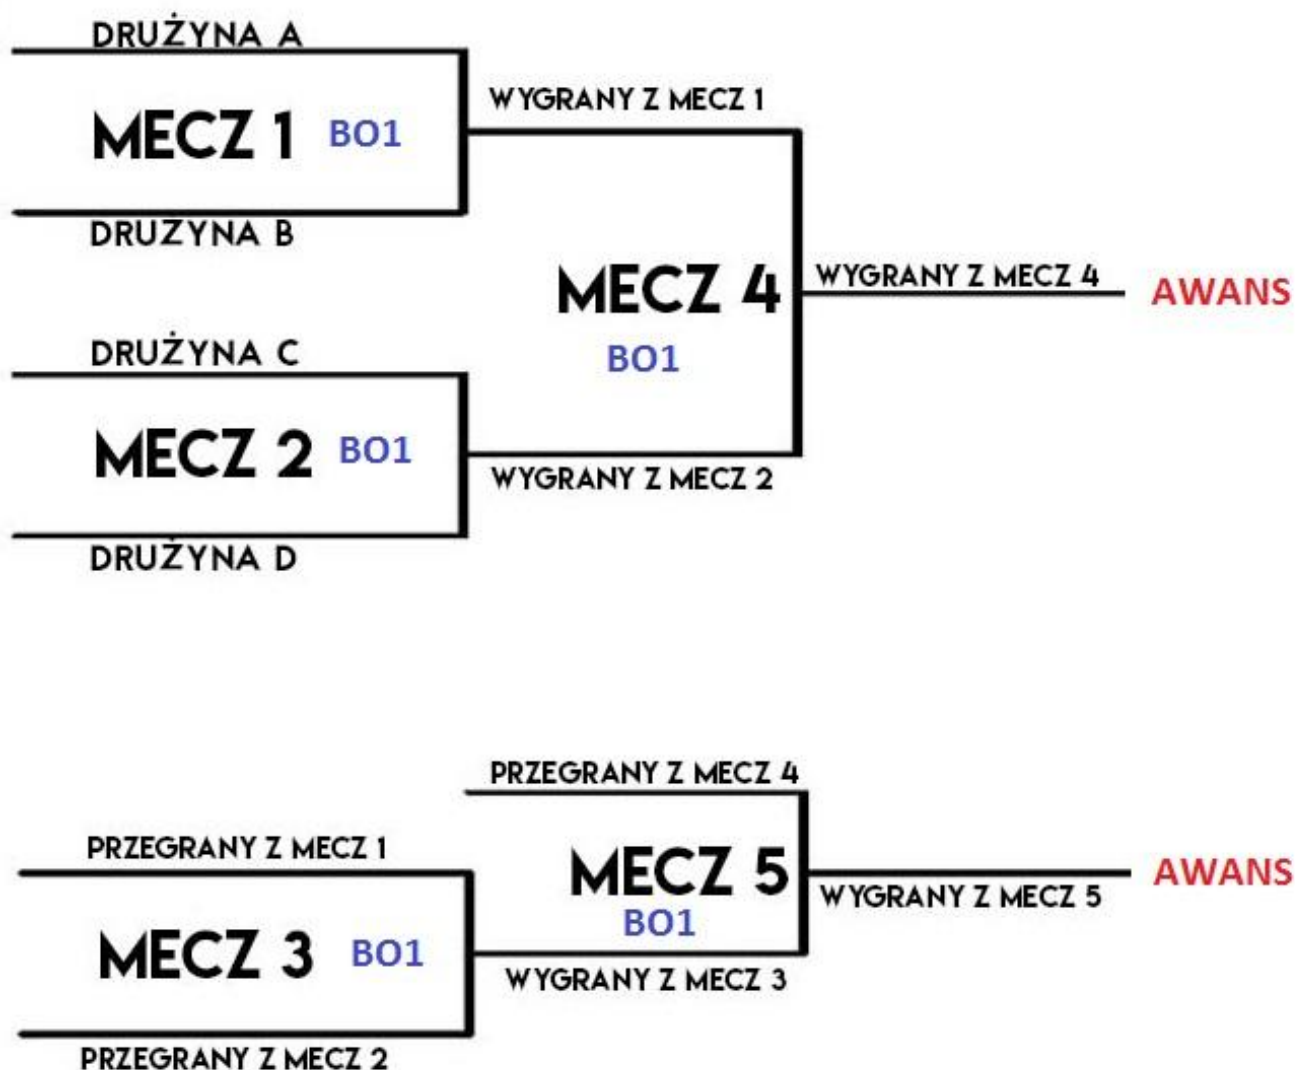 DRUŻYNA A
MECZ 1 BO1
DRUŻYNA B
WYGRANY Z MECZ 1
MECZ 4
BO1
WYGRANY Z MECZ 4 AWANS
DRUŻYNA C
MECZ 2 BO1
DRUŻYNA D
WYGRANY Z MECZ 2
PRZEGRANY Z MECZ 4
MECZ 5
BO1
WYGRANY Z MECZ 5 AWANS
PRZEGRANY Z MECZ 1
MECZ 3 BO1
WYGRANY Z MECZ 3
PRZEGRANY Z MECZ 2